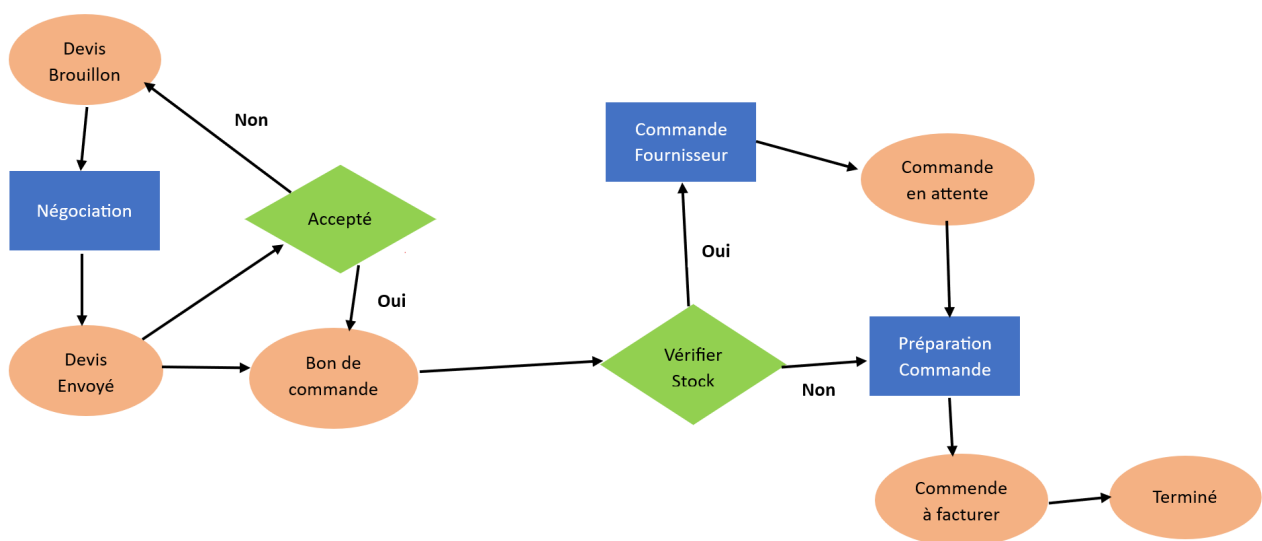 Devis
Brouillon
Non
Négociation
Accepté
Oui
Devis
Envoyé
Bon de
commande
Commande
Fournisseur
Commande
en attente
Oui
Vérifier
Stock
Non
Préparation
Commande
Commende
à facturer
Terminé